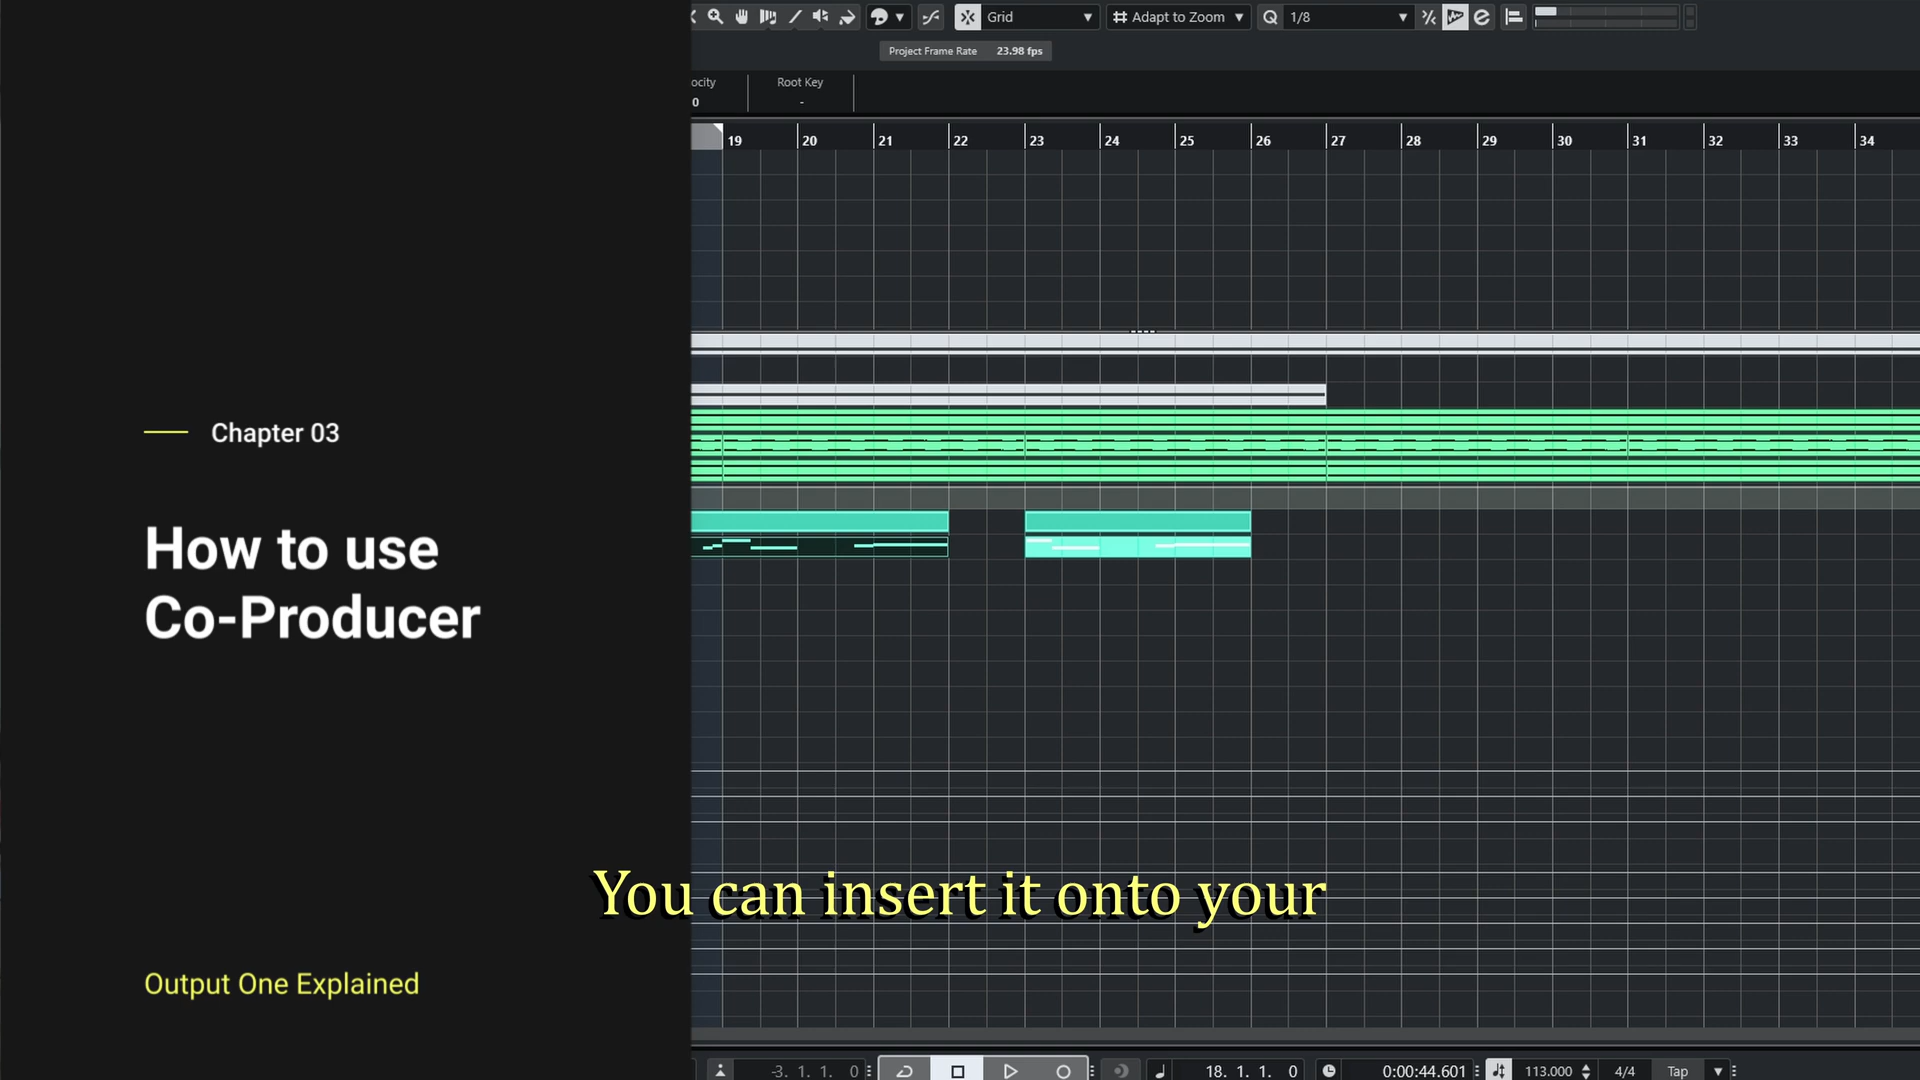 Grid
Adapt to Zoom
1/8
Project Frame Rate 23.98 fps
ocity
0
Root Key
-
19 20 21 22 23 24 25 26 27 28 29 30 31 32 33 34
Chapter 03
How to use
Co-Producer
You can insert it onto your
Output One Explained
-3. 1. 1. 0
18. 1. 1. 0
0:00:44.601
113.000
4/4
Tap